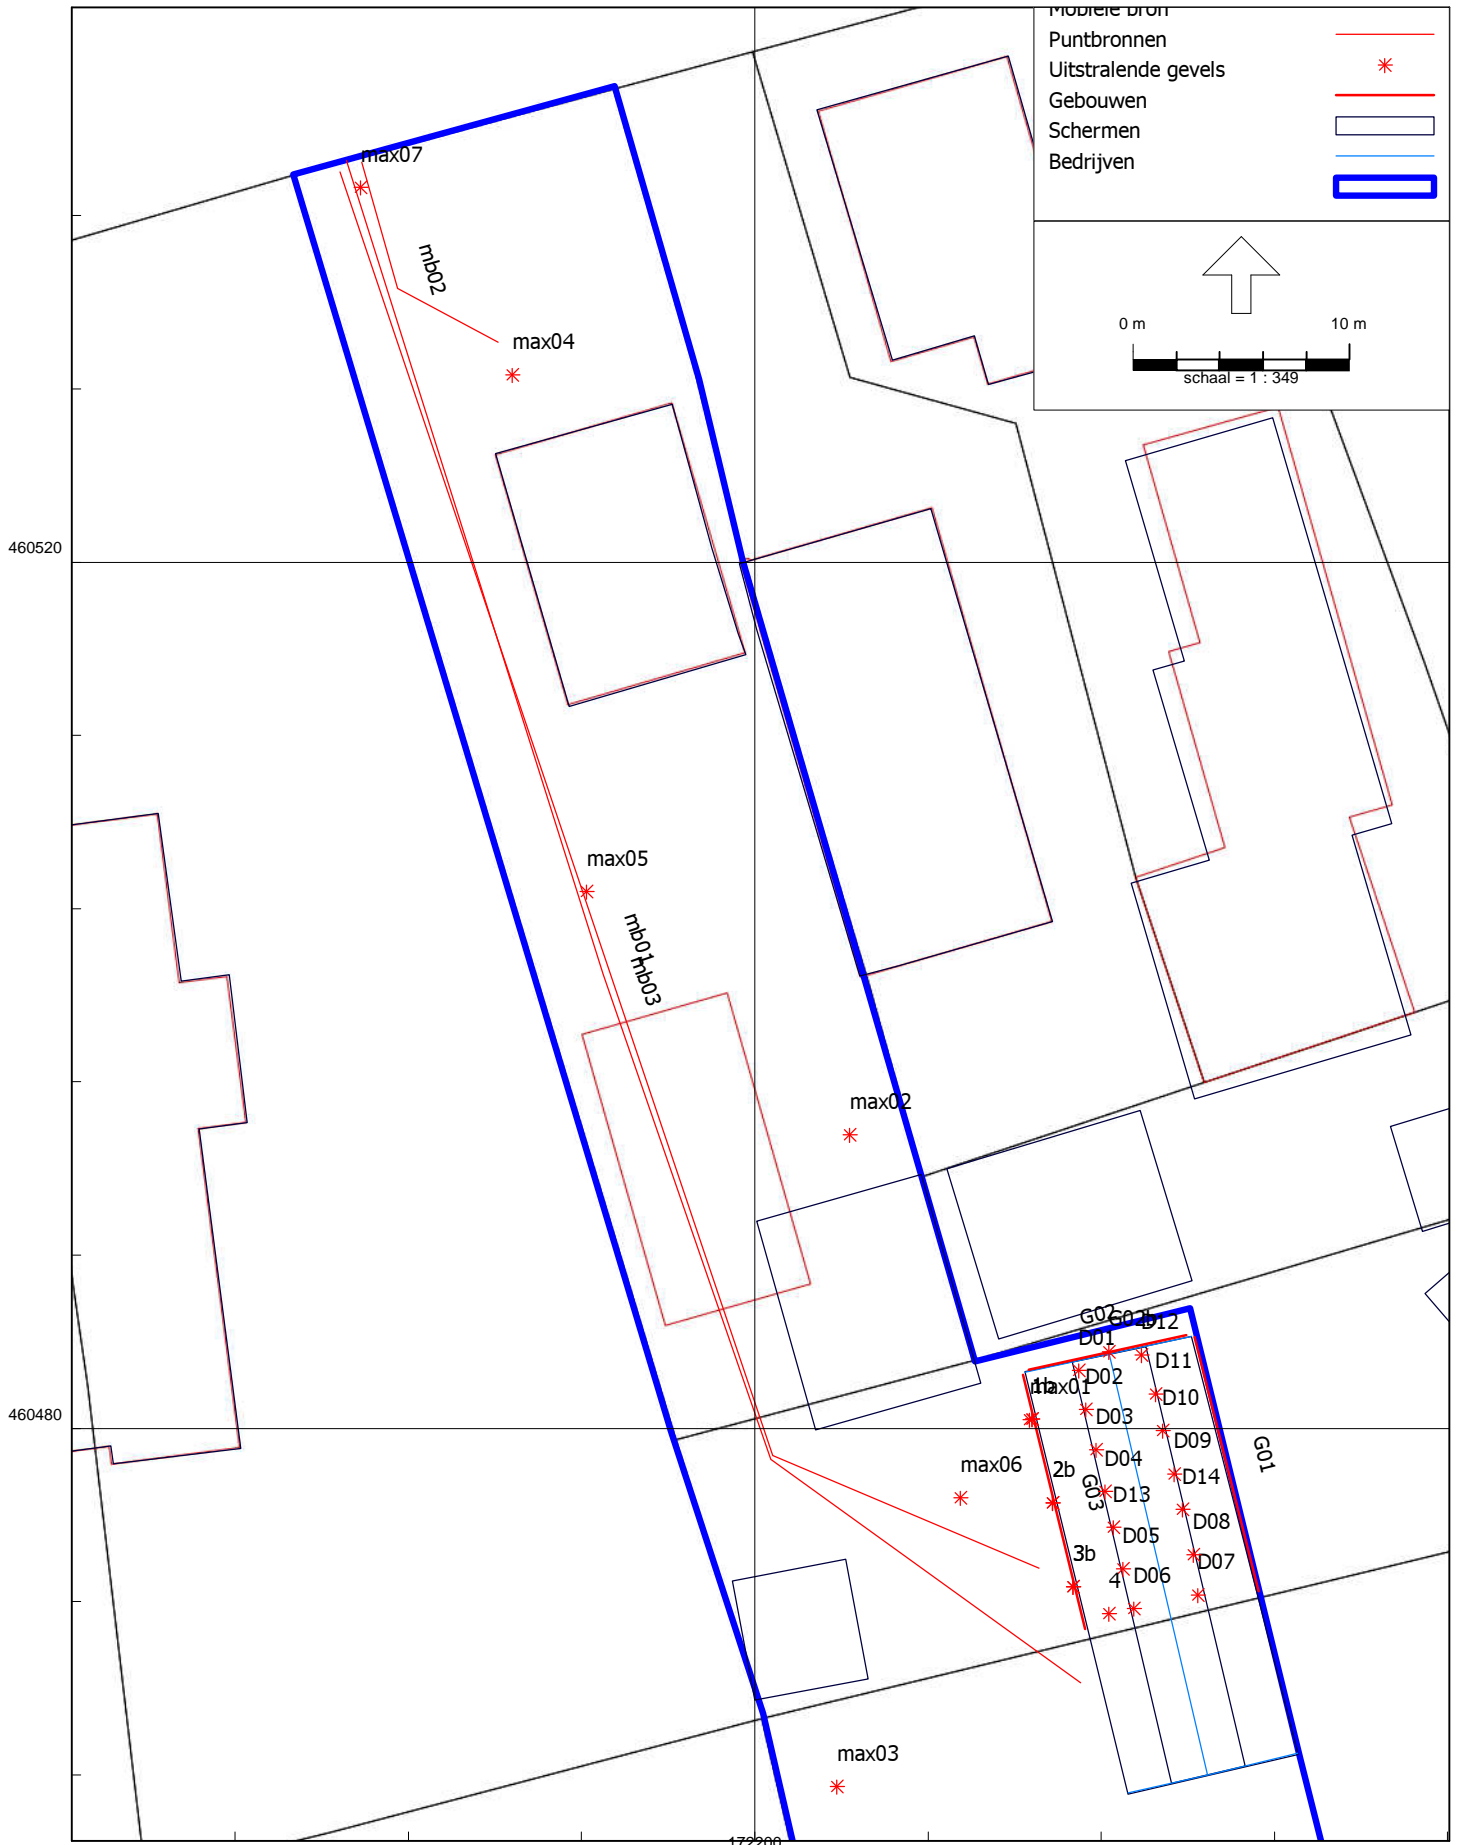 Mobiele bron
Puntbronnen
Uitstralende gevels
Gebouwen
Schermen
Bedrijven
0 m
10 m
schaal = 1 : 349
max07
mb02
max04
460520
max05
mb01
mb03
max02
G02
G02b
D12
D01
D11
D02
1b
max01
D10
D03
460480
D09
G01
D04
max06
2b
D14
G03
D13
D08
D05
3b
D07
4
D06
max03
172200